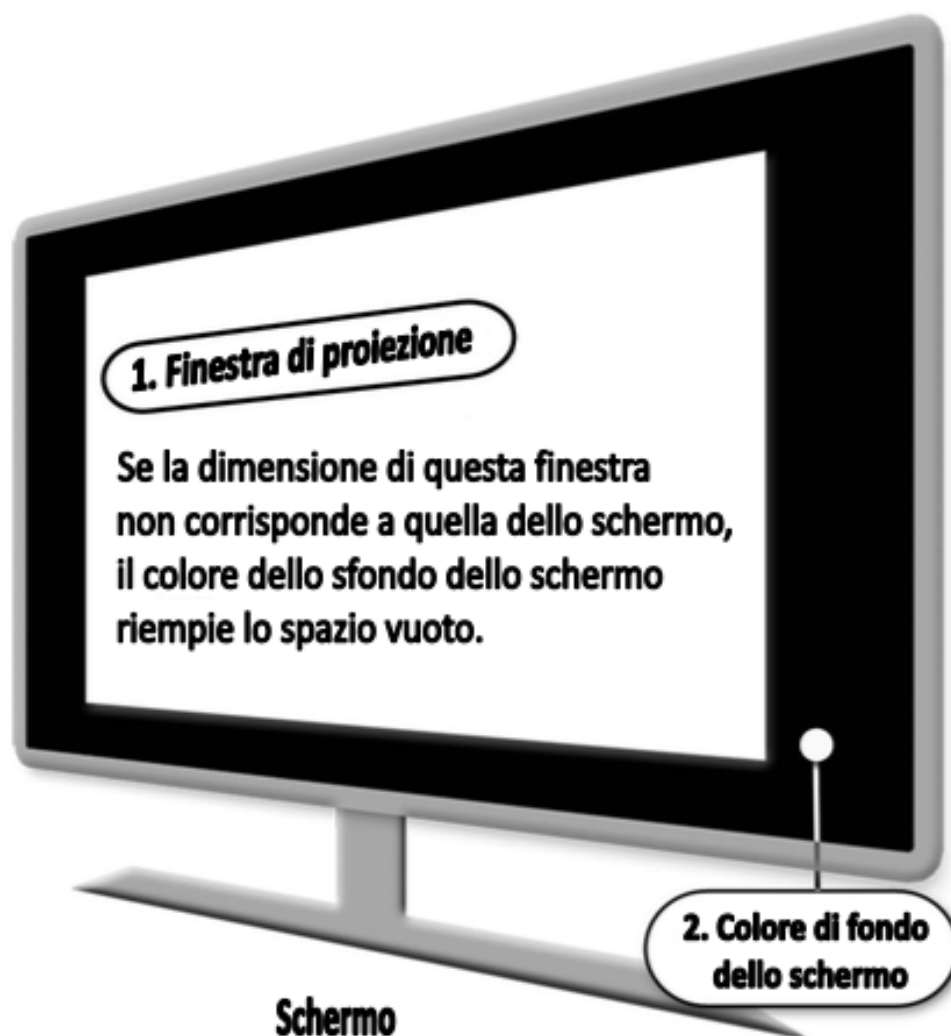 1. Finestra di proiezione
Se la dimensione di questa finestra
non corrisponde a quella dello schermo,
il colore dello sfondo dello schermo
riempie lo spazio vuoto.
2. Colore di fondo
dello schermo
Schermo